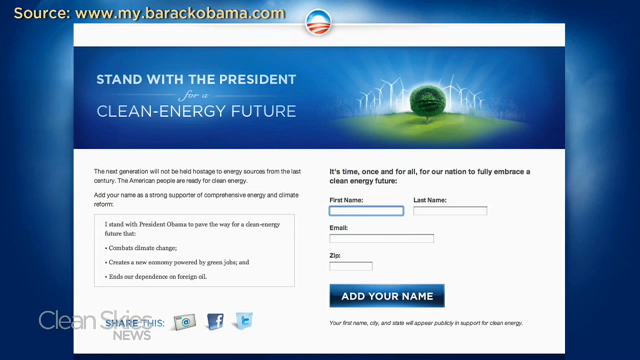 Source: www.my.barackobama.com
STAND WITH THE PRESIDENT
for a
CLEAN-ENERGY FUTURE
The next generation will not be held hostage to energy sources from the last
century. The American people are ready for clean energy.
Add your name as a strong supporter of comprehensive energy and climate
reform:
I stand with President Obama to pave the way for a clean-energy
future that:
• Combats climate change;
• Creates a new economy powered by green jobs; and
• Ends our dependence on foreign oil.
SHARE THIS:
Clean Skies
NEWS
It's time, once and for all, for our nation to fully embrace a
clean energy future:
First Name: Last Name:
Email:
Zip:
ADD YOUR NAME
Your first name, city, and state will appear publicly in support for clean energy.